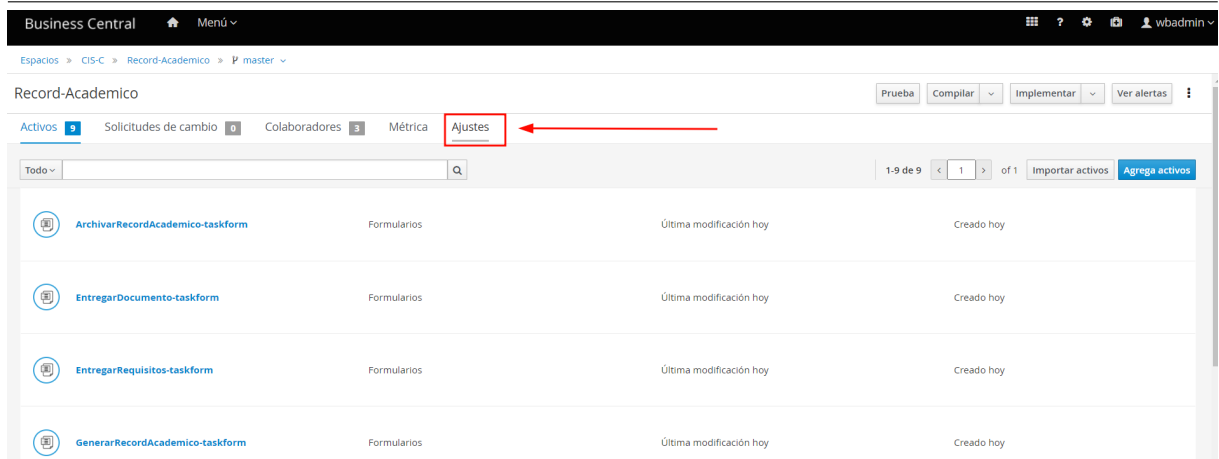 Business Central Menú ? wbadmin
Espacios » CIS-C » Record-Academico » master
Record-Academico Prueba Compilar Implementar Ver alertas
Activos 9 Solicitudes de cambio 0 Colaboradores 3 Métrica Ajustes
Todo 1-9 de 9 < 1 > of 1 Importar activos Agrega activos
ArchivarRecordAcademico-taskform Formularios Última modificación hoy Creado hoy
EntregarDocumento-taskform Formularios Última modificación hoy Creado hoy
EntregarRequisitos-taskform Formularios Última modificación hoy Creado hoy
GenerarRecordAcademico-taskform Formularios Última modificación hoy Creado hoy